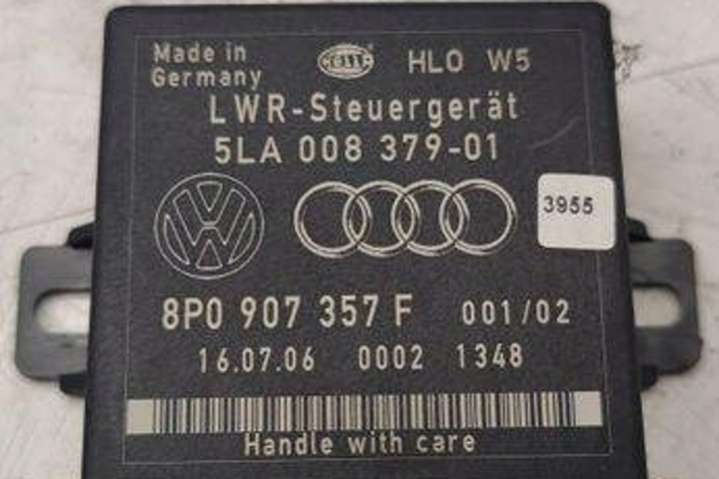 Made in
Germany
HELLA
HLO W5
LWR-Steuergerät
5LA 008 379-01
3955
8P0 907 357 F 001/02
16.07.06 0002 1348
Handle with care